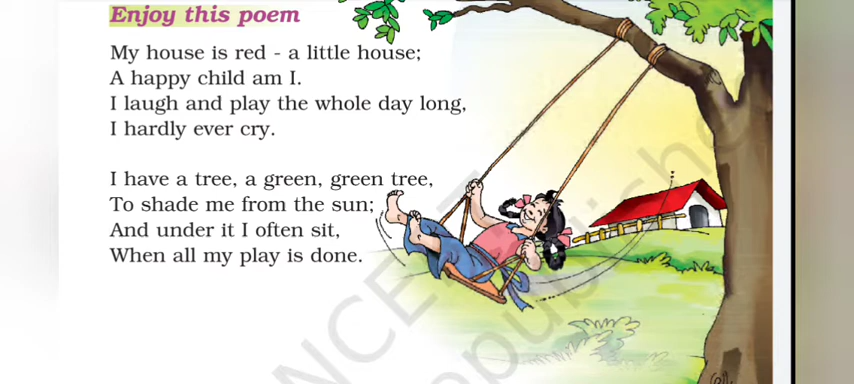 Enjoy this poem
My house is red - a little house;
A happy child am I.
I laugh and play the whole day long,
I hardly ever cry.
I have a tree, a green, green tree,
To shade me from the sun;
And under it I often sit,
When all my play is done.